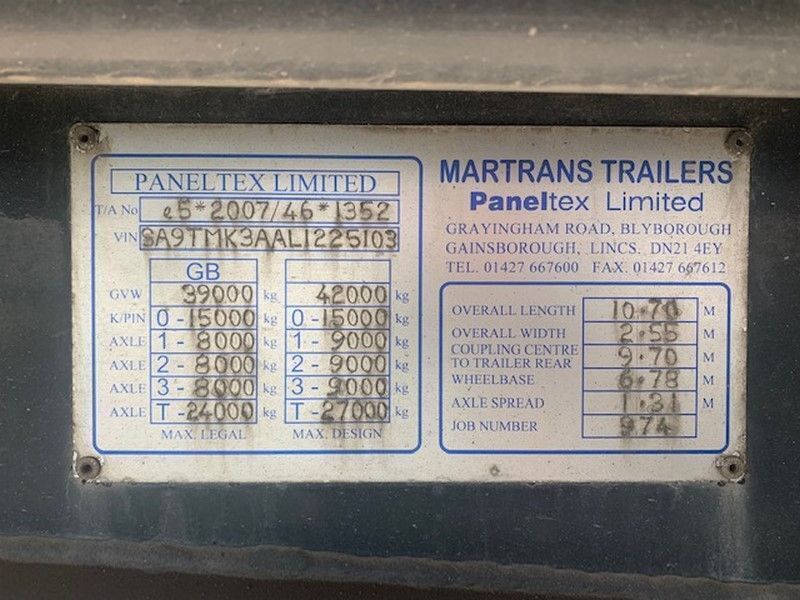 PANELTEX LIMITED
T/A No e5*2007/46*1352
VIN SA9TMK3AAL1225103
GB
GVW 39000 kg 42000 kg
K/PIN 0-15000 kg 0-15000 kg
AXLE 1-8000 kg 1-9000 kg
AXLE 2-8000 kg 2-9000 kg
AXLE 3-8000 kg 3-9000 kg
AXLE T-24000 kg T-27000 kg
MAX. LEGAL MAX. DESIGN
MARTRANS TRAILERS
Paneltex Limited
GRAYINGHAM ROAD, BLYBOROUGH
GAINSBOROUGH, LINCS. DN21 4EY
TEL. 01427 667600 FAX. 01427 667612
OVERALL LENGTH 10.70 M
OVERALL WIDTH 2.55 M
COUPLING CENTRE
TO TRAILER REAR 9.70 M
WHEELBASE 6.78 M
AXLE SPREAD 1.31 M
JOB NUMBER 974